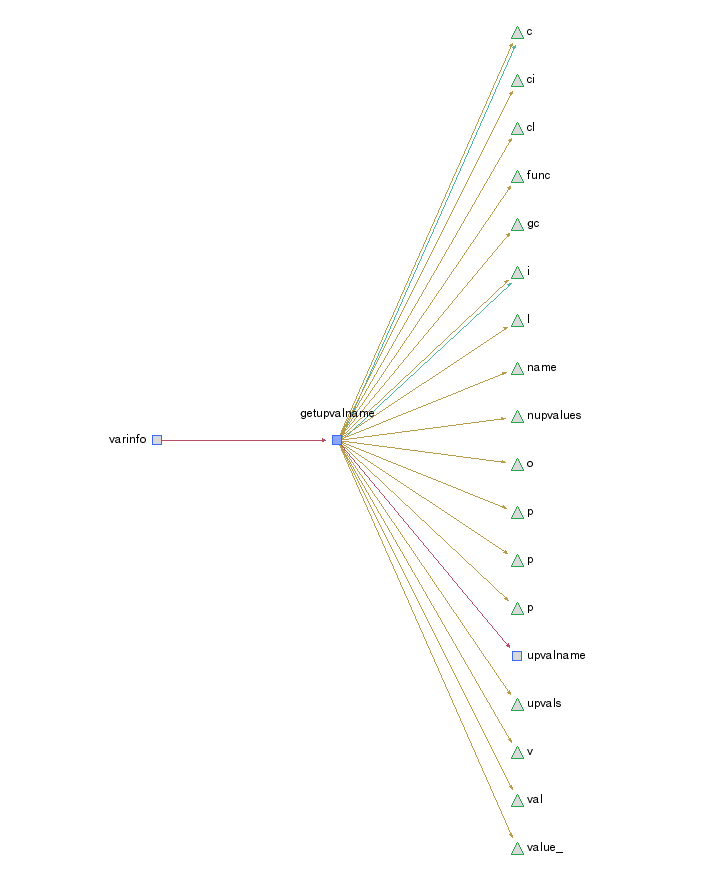 c
ci
cl
func
gc
i
l
name
getupvalname
nupvalues
varinfo
o
p
p
p
upvalname
upvals
v
val
value_